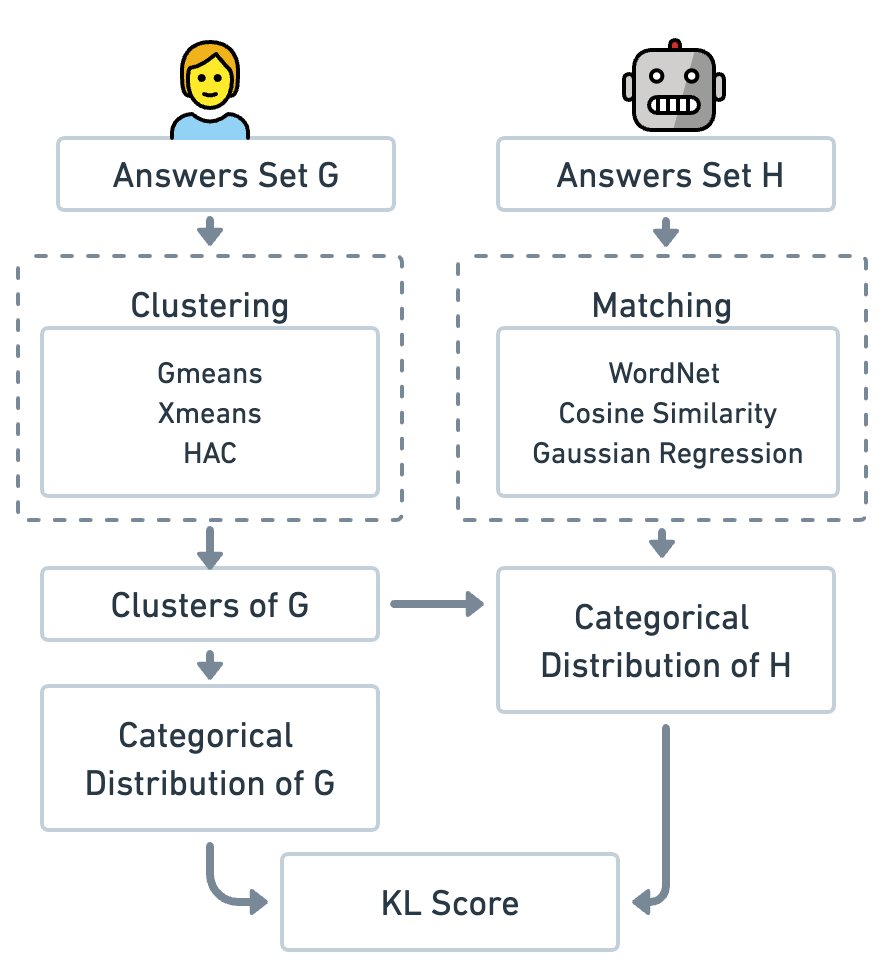 Answers Set G
Answers Set H
Clustering
Gmeans
Xmeans
HAC
Matching
WordNet
Cosine Similarity
Gaussian Regression
Clusters of G
Categorical
Distribution of H
Categorical
Distribution of G
KL Score